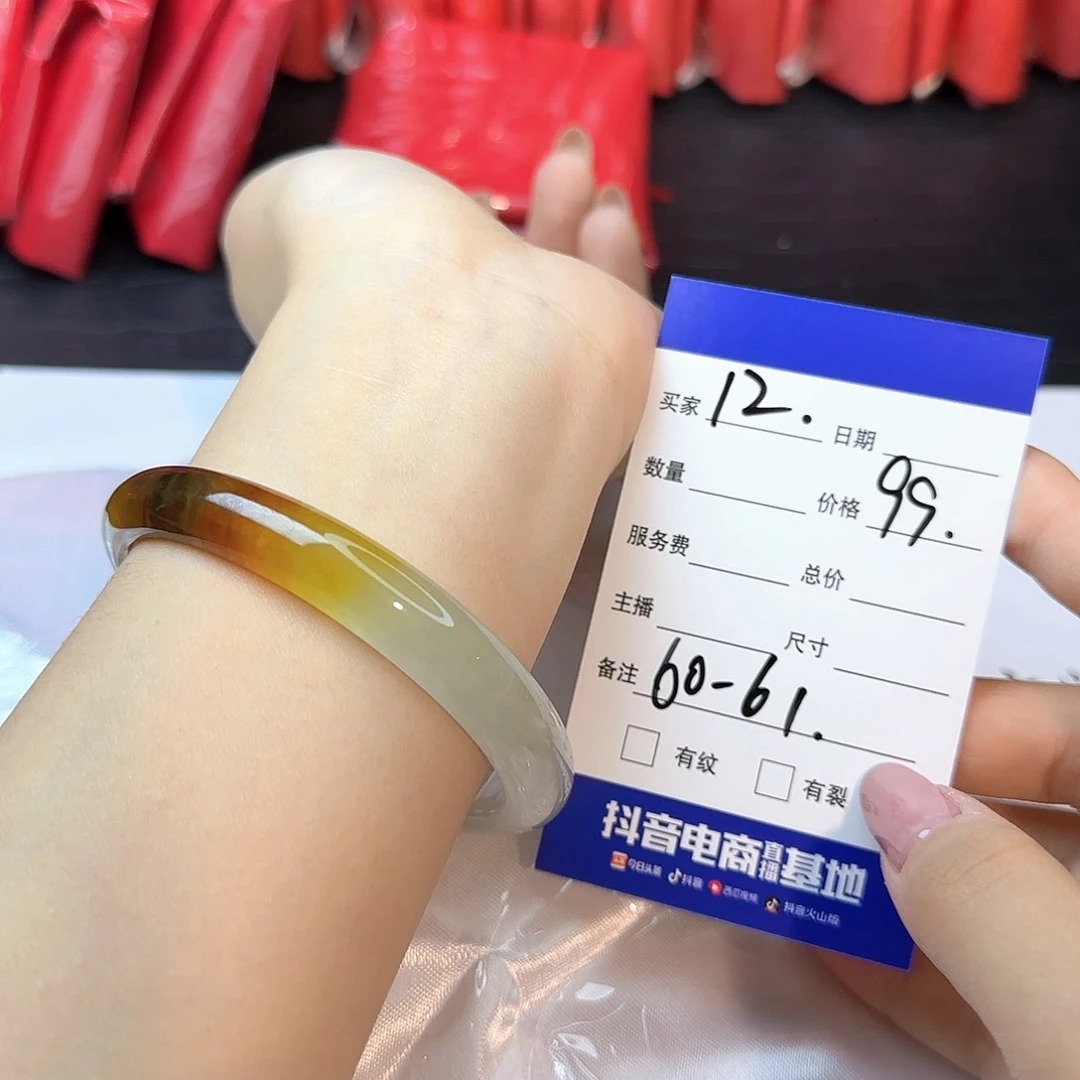 买家 12. 日期
数量 价格 99.
服务费 总价
主播 尺寸
备注 60-61.
有纹 有裂
抖音电商直播基地
今日头条 抖音 西瓜视频 抖音火山版